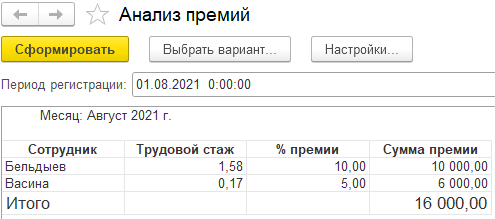 Анализ премий
Сформировать Выбрать вариант... Настройки...
Период регистрации: 01.08.2021 0:00:00
Месяц: Август 2021 г.
Сотрудник Трудовой стаж % премии Сумма премии
Бельдыев 1,58 10,00 10 000,00
Васина 0,17 5,00 6 000,00
Итого 16 000,00